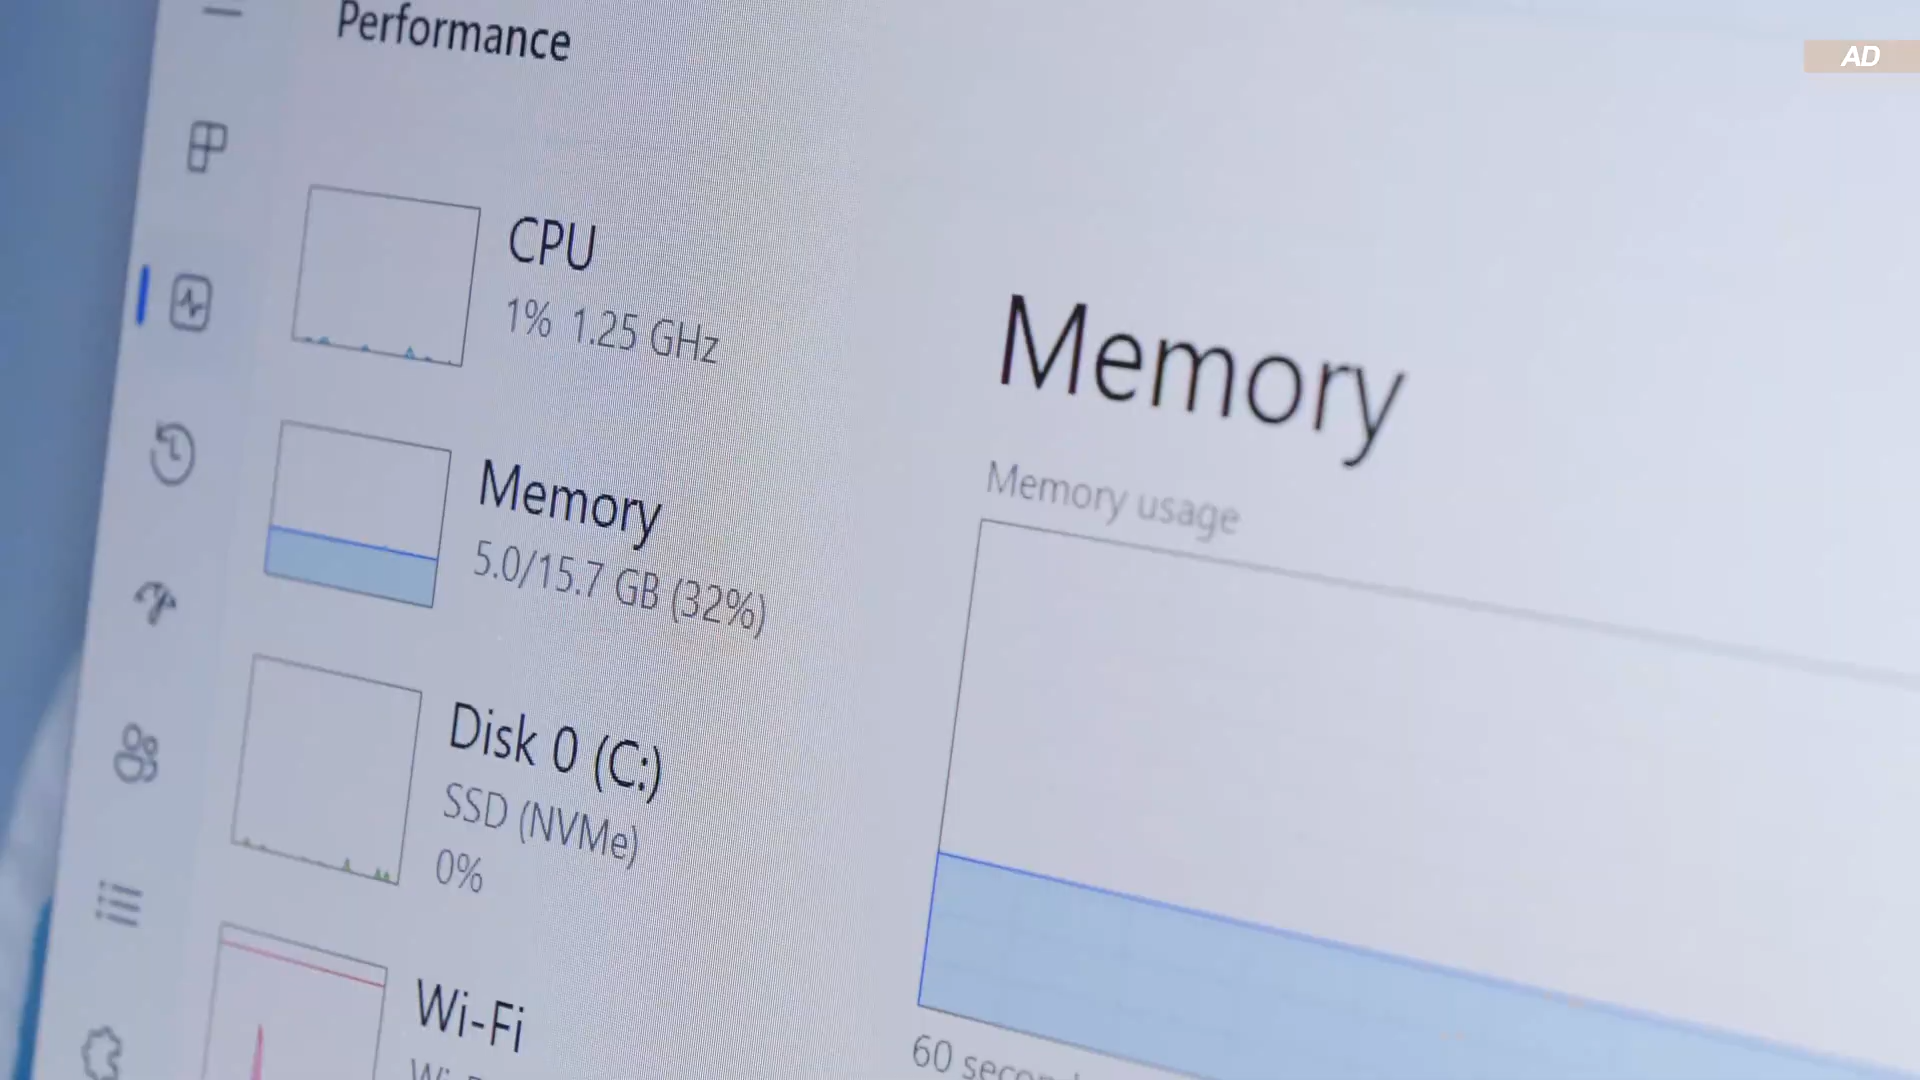 Performance
AD
CPU
1% 1.25 GHz
Memory
5.0/15.7 GB (32%)
Disk 0 (C:)
SSD (NVMe)
0%
Wi-Fi
Memory
Memory usage
60